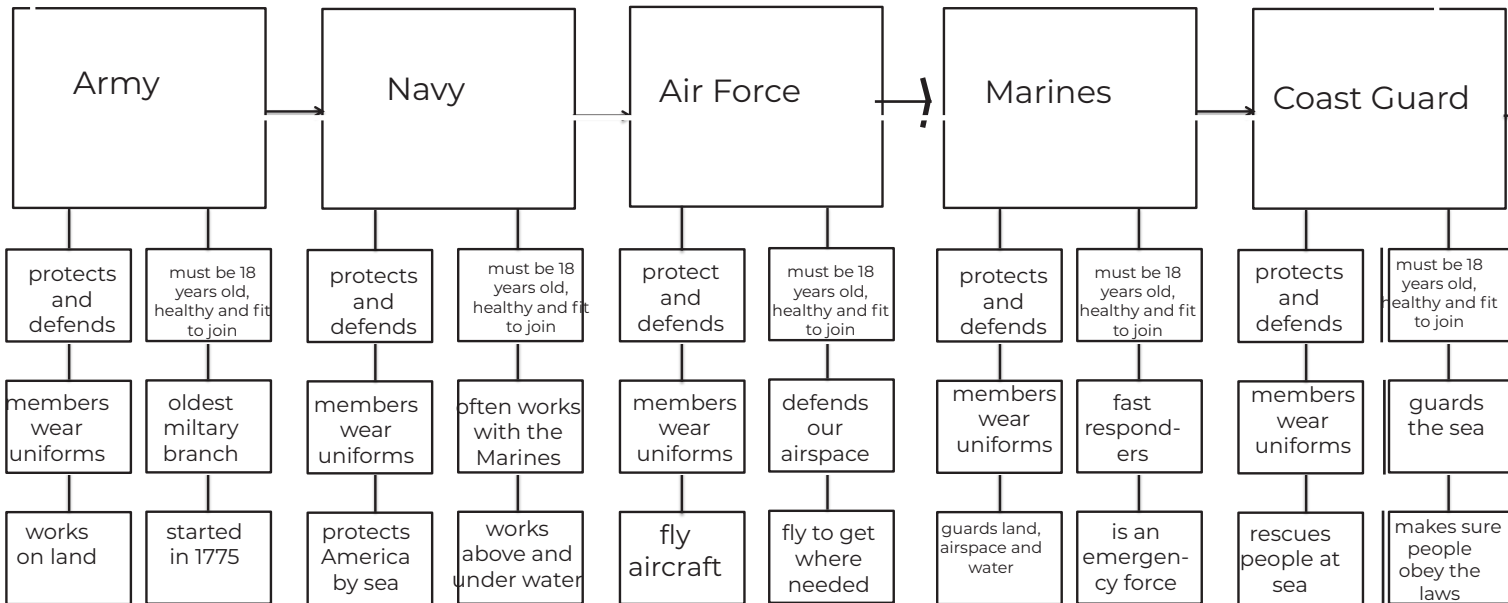 Army
Navy
Air Force
Marines
Coast Guard
protects
and
defends
must be 18
years old,
healthy and fit
to join
protects
and
defends
must be 18
years old,
healthy and fit
to join
protect
and
defends
must be 18
years old,
healthy and fit
to join
protects
and
defends
must be 18
years old,
healthy and fit
to join
protects
and
defends
must be 18
years old,
healthy and fit
to join
members
wear
uniforms
oldest
miltary
branch
members
wear
uniforms
often works
with the
Marines
members
wear
uniforms
defends
our
airspace
members
wear
uniforms
fast
respond-
ers
members
wear
uniforms
guards
the sea
works
on land
started
in 1775
protects
America
by sea
works
above and
under water
fly
aircraft
fly to get
where
needed
guards land,
airspace and
water
is an
emergen-
cy force
rescues
people at
sea
makes sure
people
obey the
laws